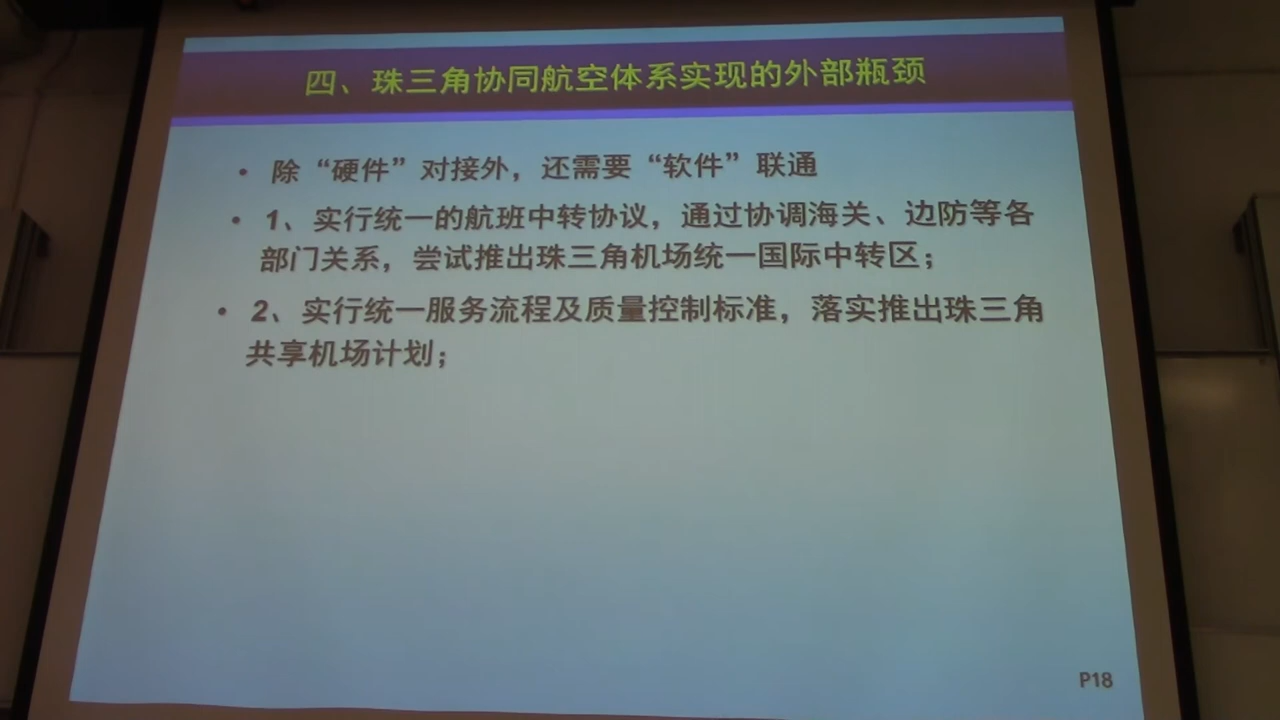 四、珠三角协同航空体系实现的外部瓶颈
• 除“硬件”对接外，还需要“软件”联通
• 1、实行统一的航班中转协议，通过协调海关、边防等各
部门关系，尝试推出珠三角机场统一国际中转区；
• 2、实行统一服务流程及质量控制标准，落实推出珠三角
共享机场计划；
P18